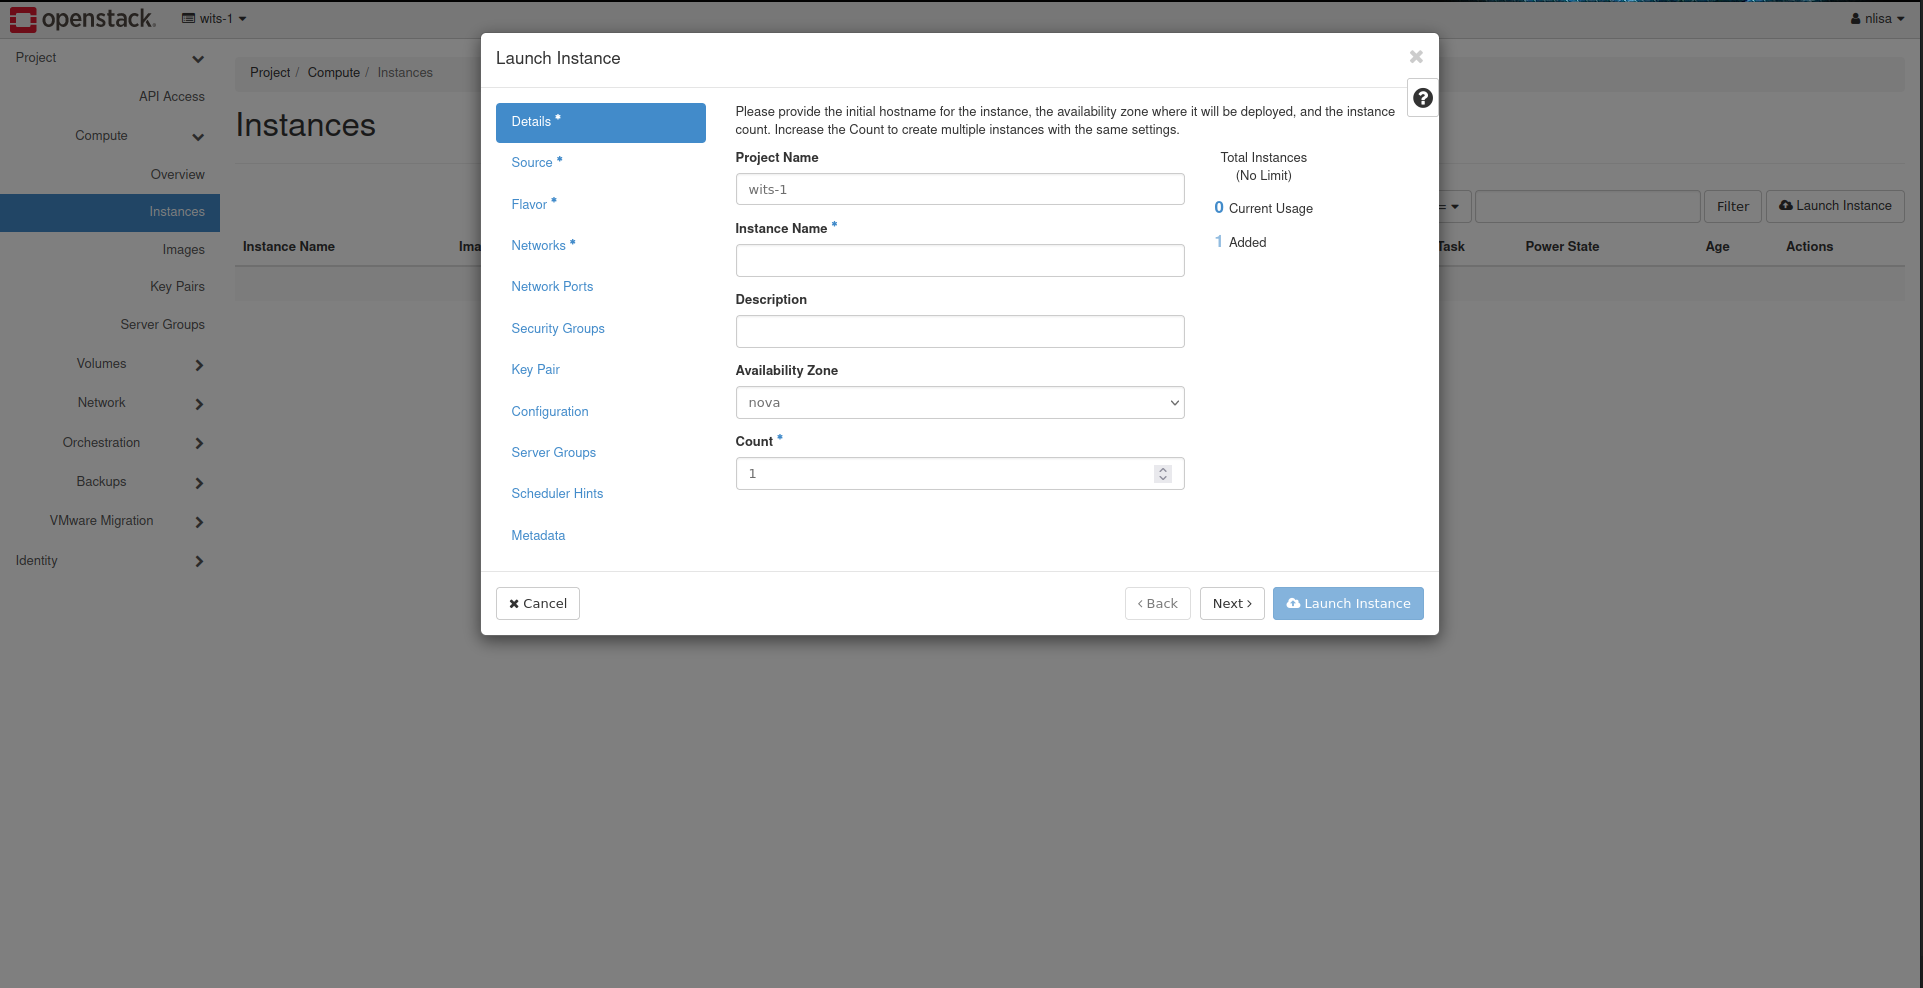 openstack.
wits-1
nlisa
Project
API Access
Compute
Overview
Instances
Images
Key Pairs
Server Groups
Volumes
Network
Orchestration
Backups
VMware Migration
Identity
Project / Compute / Instances
Instances
= Filter Launch Instance
Instance Name Ima Task Power State Age Actions
Launch Instance
Details *
Source *
Flavor *
Networks *
Network Ports
Security Groups
Key Pair
Configuration
Server Groups
Scheduler Hints
Metadata
Please provide the initial hostname for the instance, the availability zone where it will be deployed, and the instance
count. Increase the Count to create multiple instances with the same settings.
Project Name
wits-1
Instance Name *
Description
Availability Zone
nova
Count *
1
Total Instances
(No Limit)
0 Current Usage
1 Added
Cancel
< Back
Next >
Launch Instance